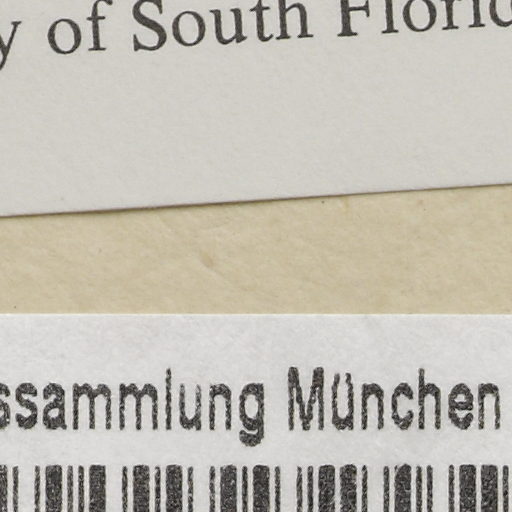 y of South Florid
ssammlung München